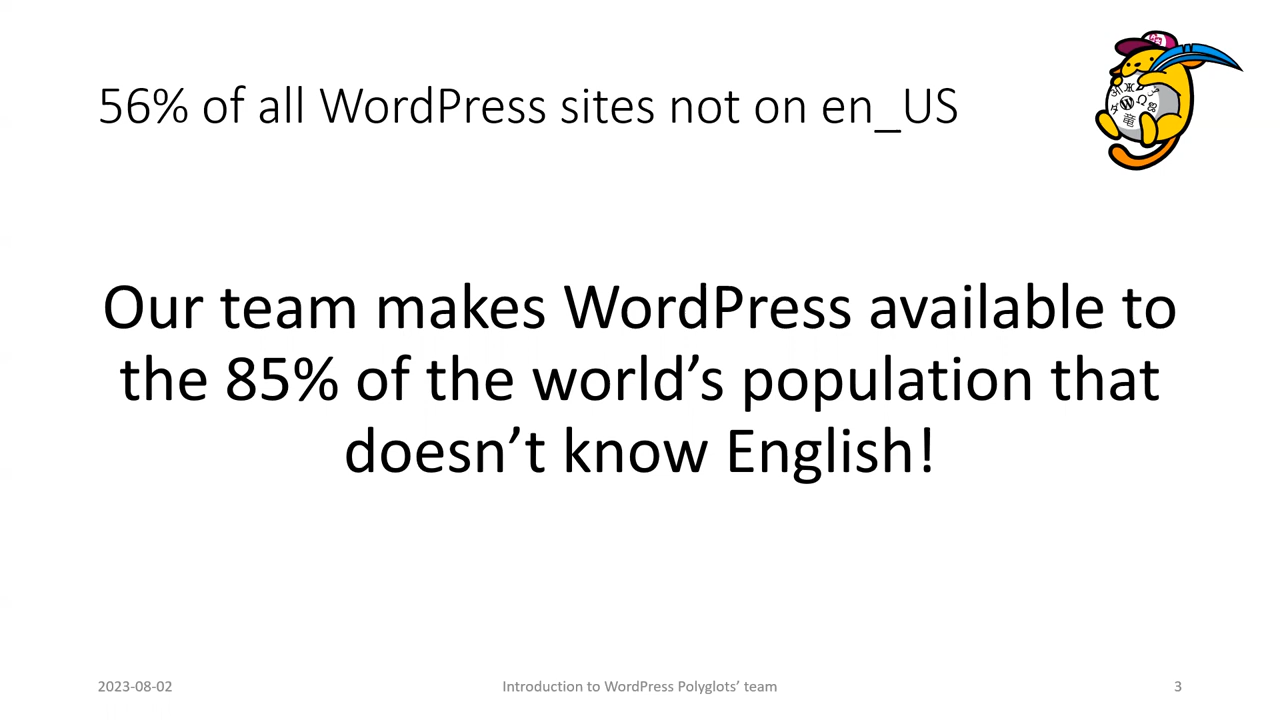 56% of all WordPress sites not on en_US
Our team makes WordPress available to
the 85% of the world’s population that
doesn’t know English!
2023-08-02
Introduction to WordPress Polyglots’ team
3